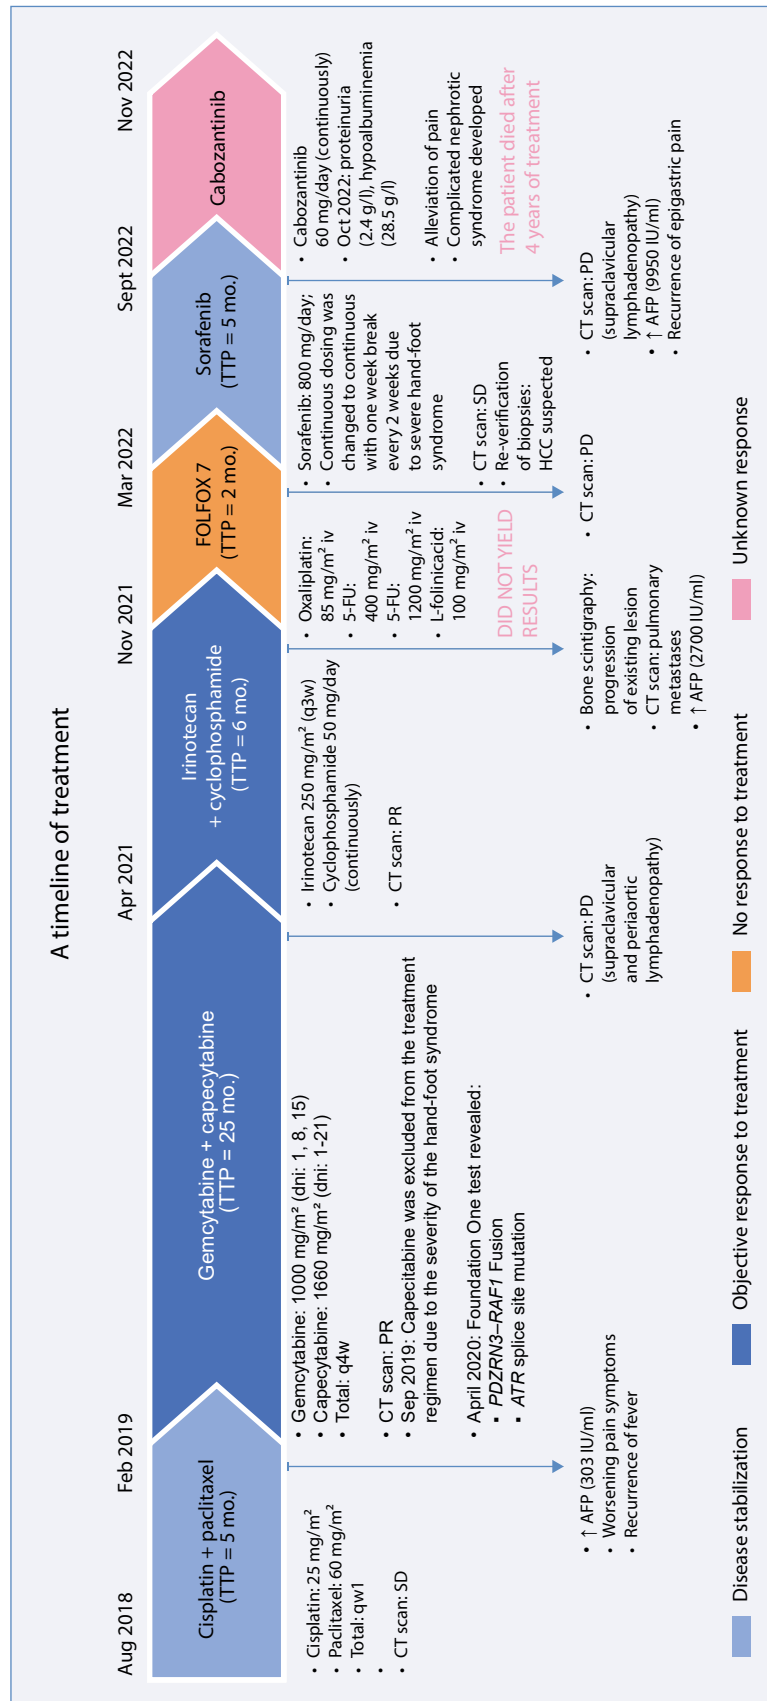 A timeline of treatment
Aug 2018
Feb 2019
Apr 2021
Nov 2021
Mar 2022
Sept 2022
Nov 2022
Cisplatin + paclitaxel
(TTP = 5 mo.)
Gemcytabine + capecytabine
(TTP = 25 mo.)
Irinotecan
+ cyclophosphamide
(TTP = 6 mo.)
FOLFOX 7
(TTP = 2 mo.)
Sorafenib
(TTP = 5 mo.)
Cabozantinib
• Cisplatin: 25 mg/m²
• Paclitaxel: 60 mg/m²
• Total: qw1
•
• CT scan: SD
• Gemcytabine: 1000 mg/m² (dni: 1, 8, 15)
• Capecytabine: 1660 mg/m² (dni: 1-21)
• Total: q4w
• CT scan: PR
• Sep 2019: Capecitabine was excluded from the treatment
regimen due to the severity of the hand-foot syndrome
• April 2020: Foundation One test revealed:
• PDZRN3–RAF1 Fusion
• ATR splice site mutation
• Irinotecan 250 mg/m² (q3w)
• Cyclophosphamide 50 mg/day
(continuously)
• CT scan: PR
• Oxaliplatin:
85 mg/m² iv
• 5-FU:
400 mg/m² iv
• 5-FU:
1200 mg/m² iv
• L-folinicacid:
100 mg/m² iv
DID NOT YIELD
RESULTS
• Sorafenib: 800 mg/day;
• Continuous dosing was
changed to continuous
with one week break
every 2 weeks due
to severe hand-foot
syndrome
• CT scan: SD
• Re-verification
of biopsies:
HCC suspected
• Cabozantinib
60 mg/day (continuously)
• Oct 2022: proteinuria
(2.4 g/l), hypoalbuminemia
(28.5 g/l)
• Alleviation of pain
• Complicated nephrotic
syndrome developed
The patient died after
4 years of treatment
• ↑ AFP (303 IU/ml)
• Worsening pain symptoms
• Recurrence of fever
• CT scan: PD
(supraclavicular
and periaortic
lymphadenopathy)
• Bone scintigraphy:
progression
of existing lesion
• CT scan: pulmonary
metastases
• ↑ AFP (2700 IU/ml)
• CT scan: PD
• CT scan: PD
(supraclavicular
lymphadenopathy)
• ↑ AFP (9950 IU/ml)
• Recurrence of epigastric pain
Disease stabilization
Objective response to treatment
No response to treatment
Unknown response